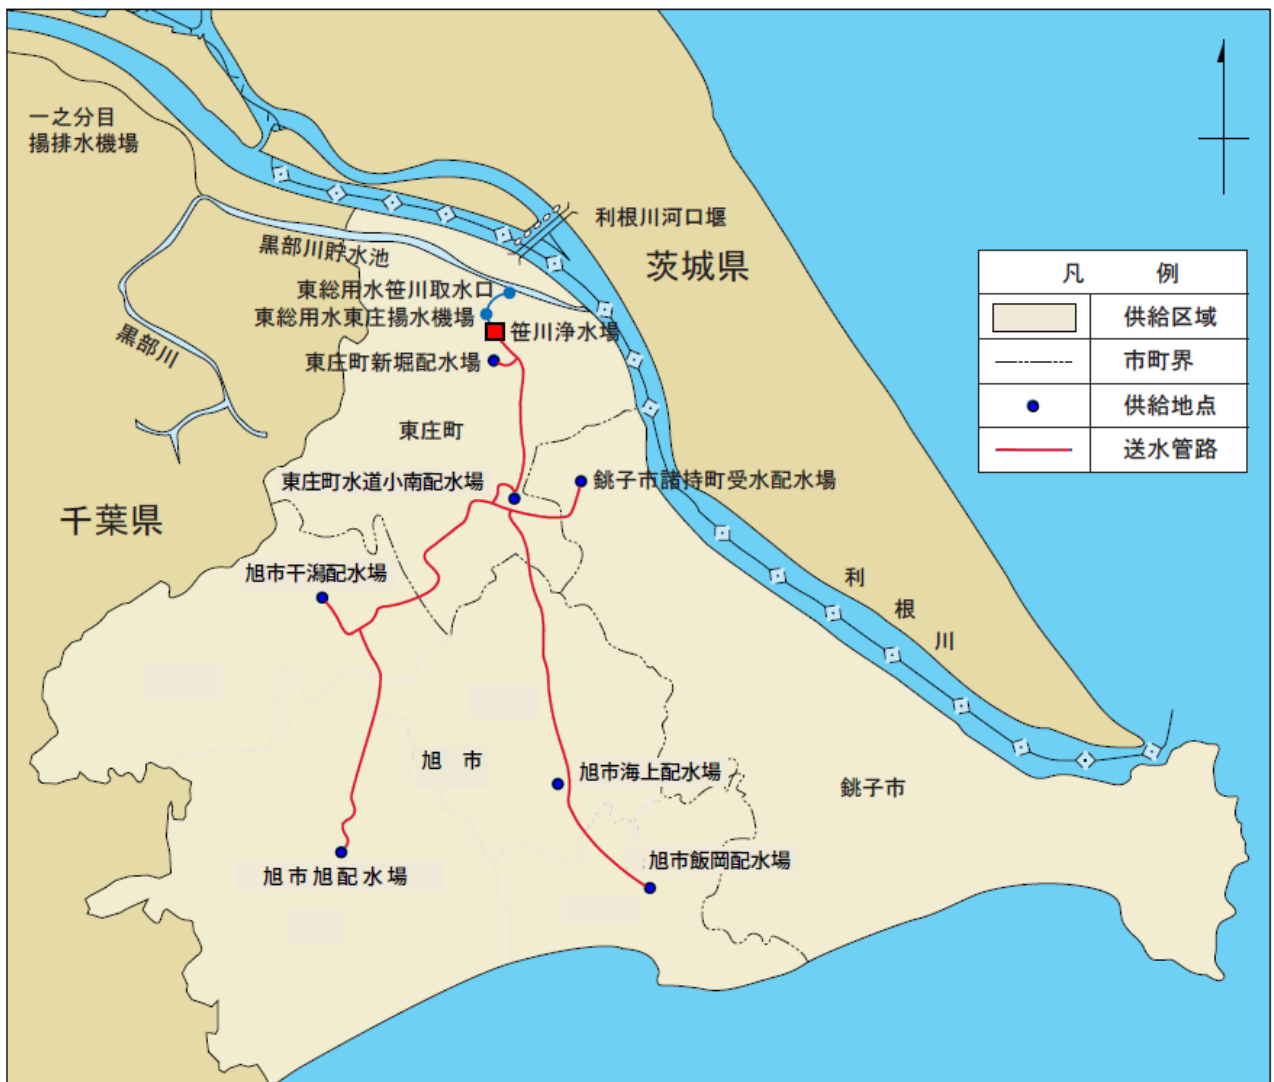 一之分目
揚排水機場
利根川河口堰
茨城県
黒部川貯水池
東総用水笹川取水口
東総用水東庄揚水機場
笹川浄水場
黒部川
東庄町新堀配水場
凡 例
供給区域
市町界
供給地点
送水管路
東庄町
東庄町水道小南配水場
銚子市諸持町受水配水場
千葉県
旭市干潟配水場
利根川
旭 市
旭市海上配水場
銚子市
旭市飯岡配水場
旭市旭配水場